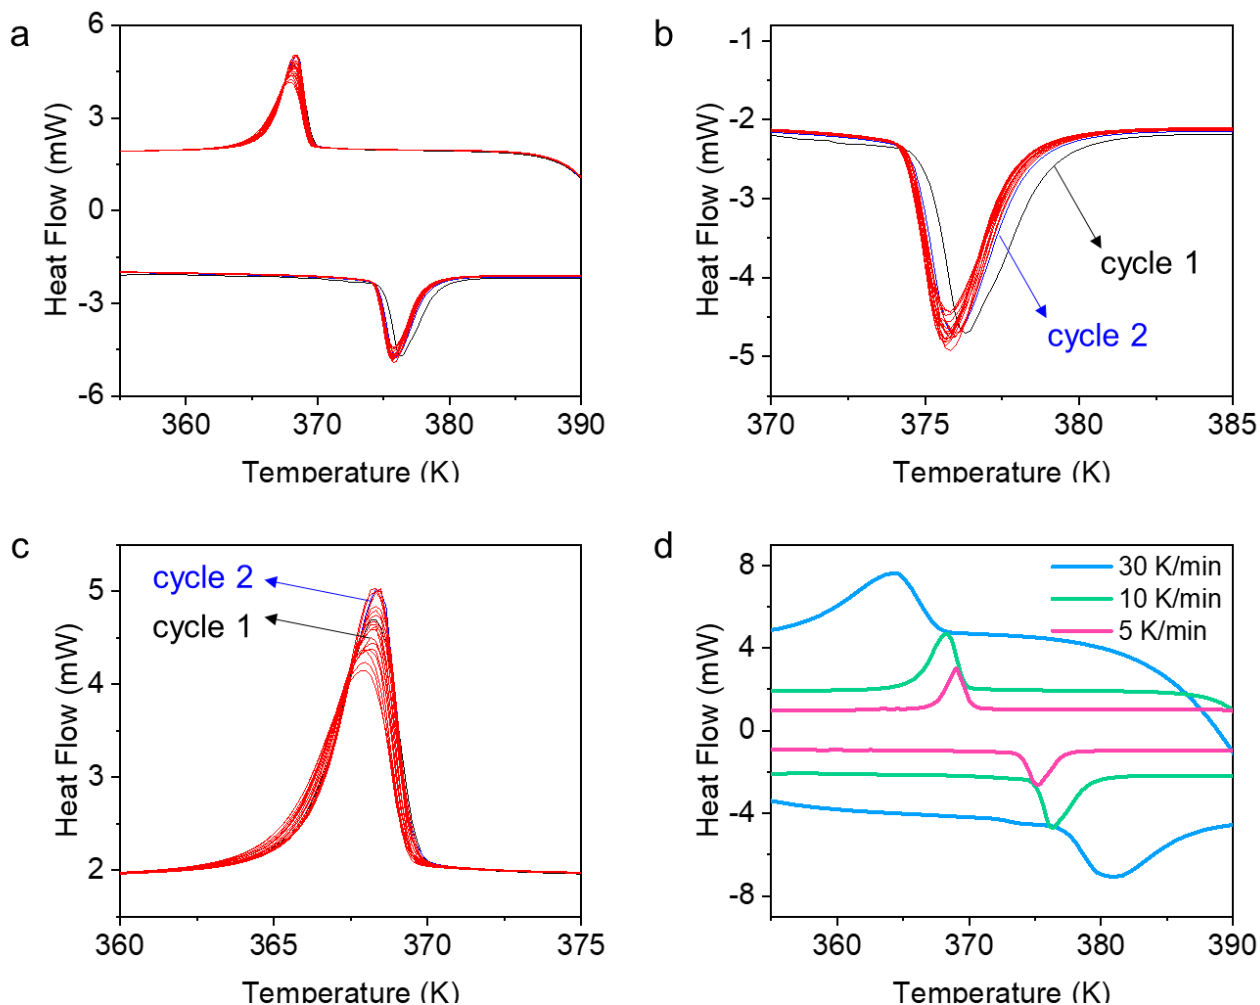 a
6
3
0
-3
-6
Heat Flow (mW)
360 370 380 390
Temperature (K)
b
-1
-2
-3
-4
-5
Heat Flow (mW)
cycle 1
cycle 2
370 375 380 385
Temperature (K)
c
5
4
3
2
Heat Flow (mW)
cycle 2
cycle 1
360 365 370 375
Temperature (K)
d
8
4
0
-4
-8
Heat Flow (mW)
30 K/min
10 K/min
5 K/min
360 370 380 390
Temperature (K)